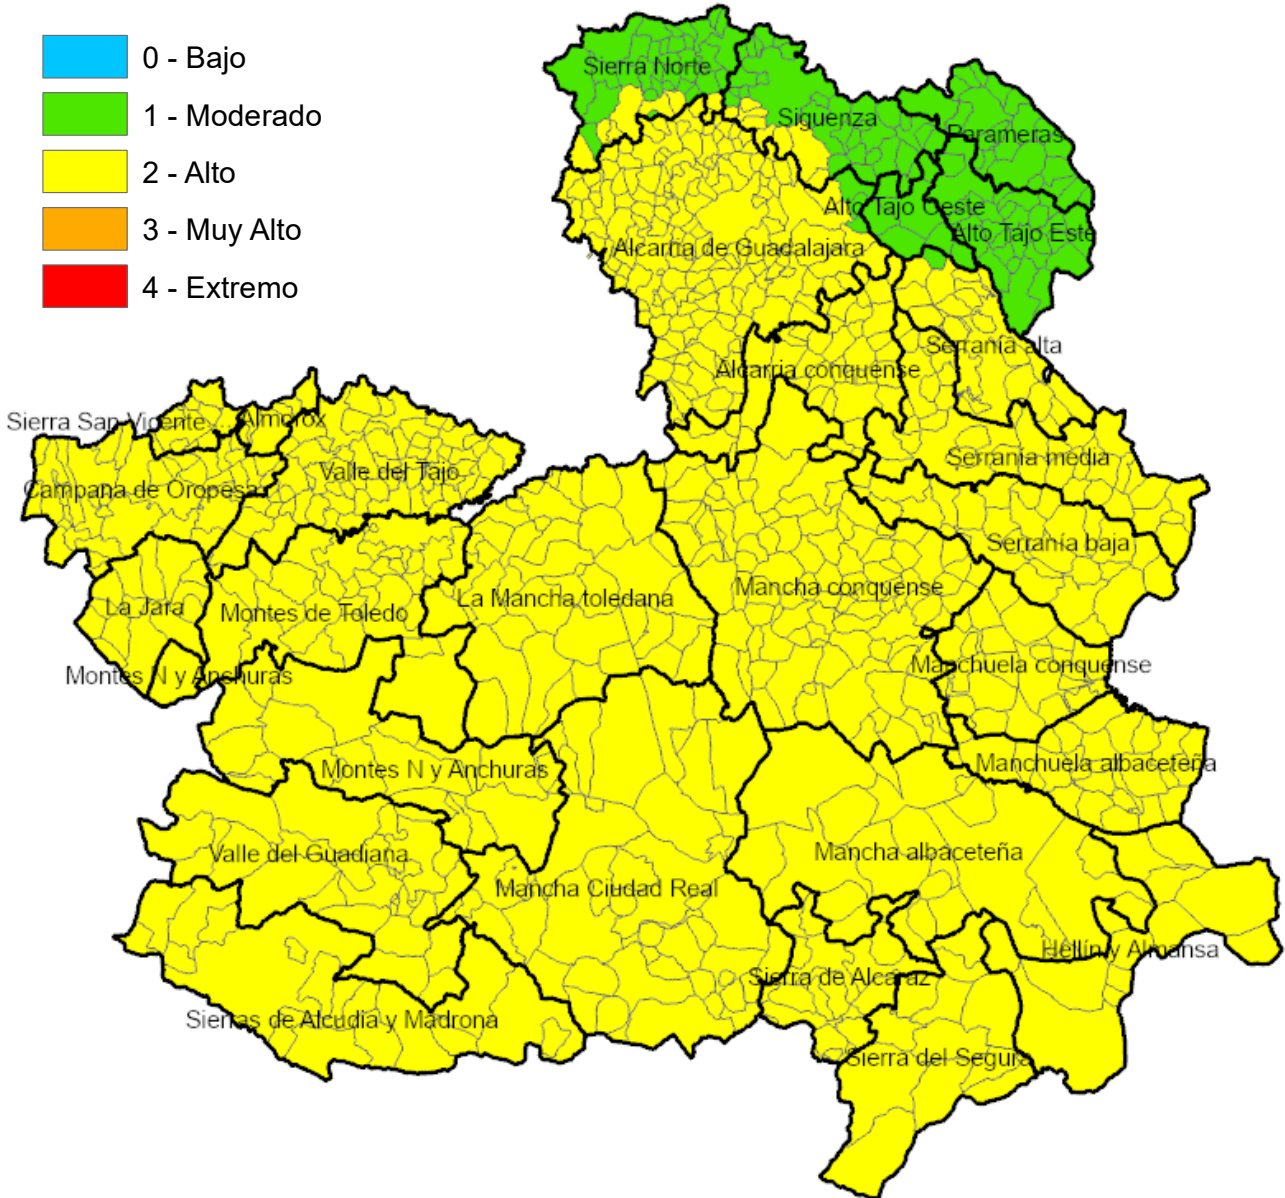 0 - Bajo
1 - Moderado
2 - Alto
3 - Muy Alto
4 - Extremo
Sierra Norte
Siguenza
Parameras
Alto Tajo Oeste
Alto Tajo Este
Alcarria de Guadalajara
Serranía alta
Alcarria conquense
Sierra San Vicente
Almorox
Serranía media
Valle del Tajo
Campana de Oropesa
Serranía baja
Mancha conquense
La Mancha toledana
La Jara
Montes de Toledo
Manchuela conquense
Montes N y Anchuras
Manchuela albaceteña
Montes N y Anchuras
Mancha albaceteña
Valle del Guadiana
Mancha Ciudad Real
Hellín y Almansa
Sierra de Alcaraz
Sierras de Alcudia y Madrona
Sierra del Segura